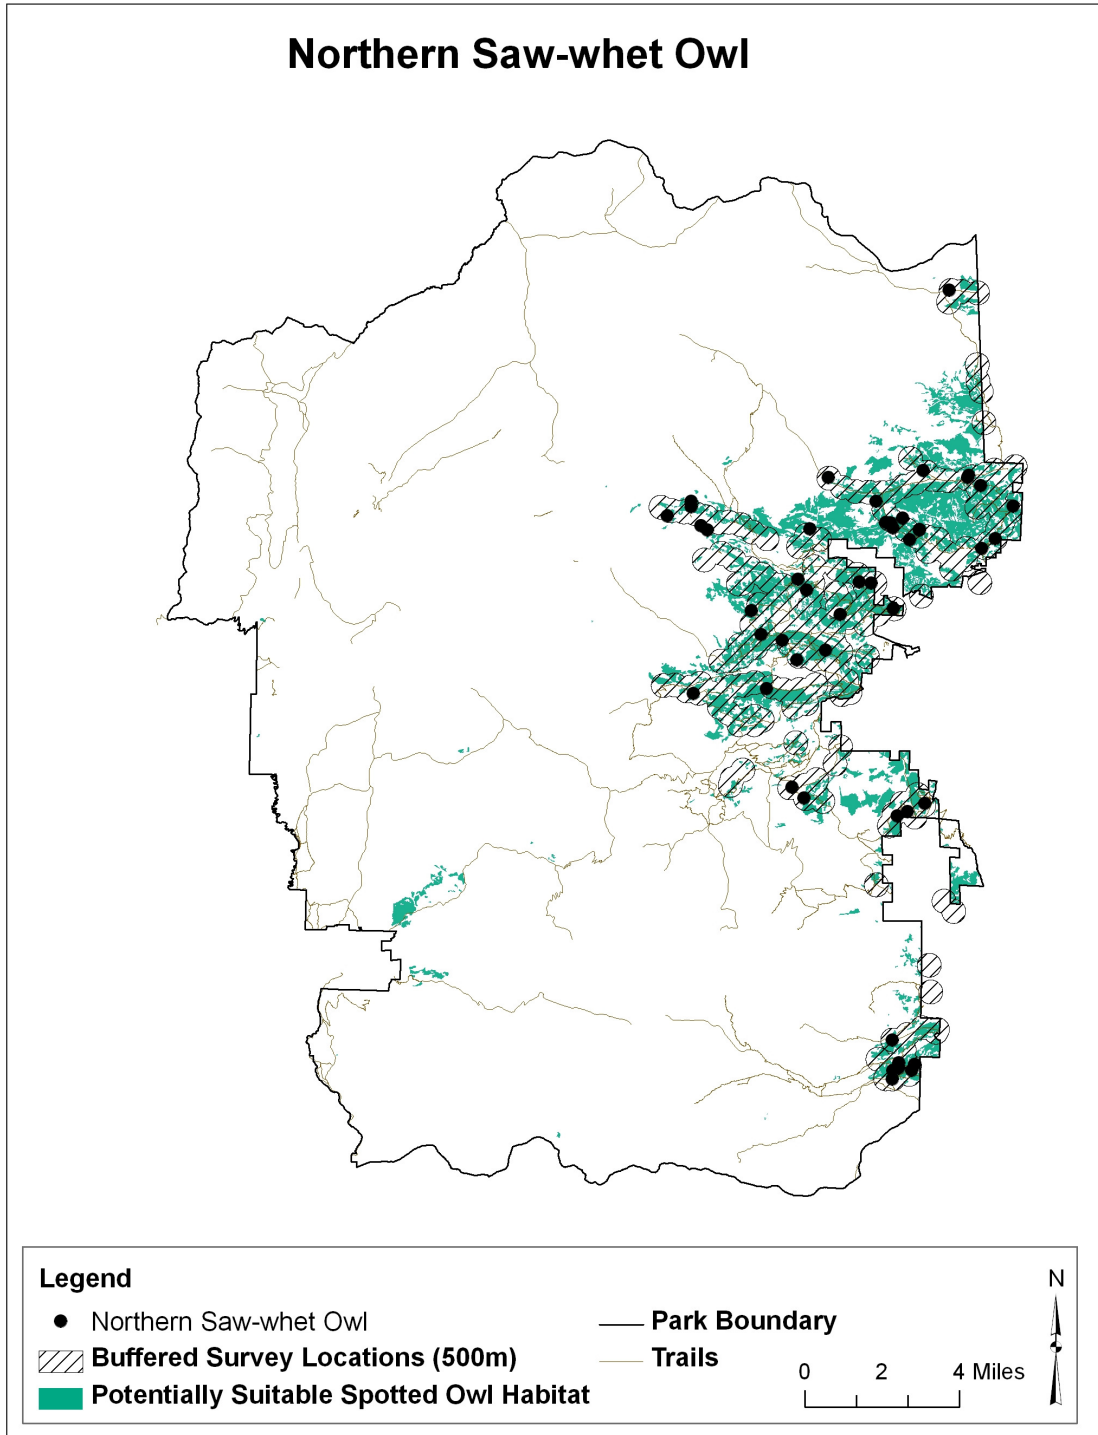 Northern Saw-whet Owl
Legend
Northern Saw-whet Owl
Buffered Survey Locations (500m)
Potentially Suitable Spotted Owl Habitat
Park Boundary
Trails
0 2 4 Miles
N